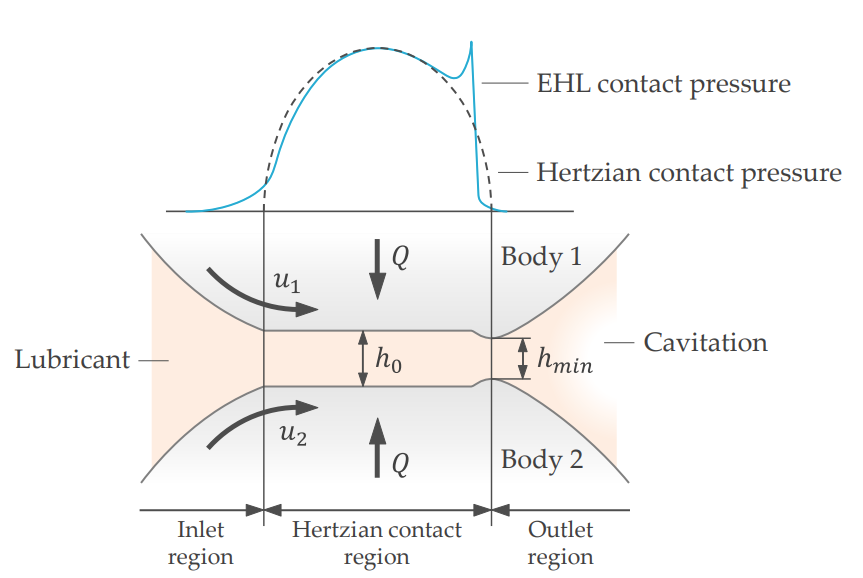 EHL contact pressure
Hertzian contact pressure
Q
Body 1
u₁
Lubricant
h₀
hₘᵢₙ
Cavitation
u₂
Q
Body 2
Inlet
region
Hertzian contact
region
Outlet
region